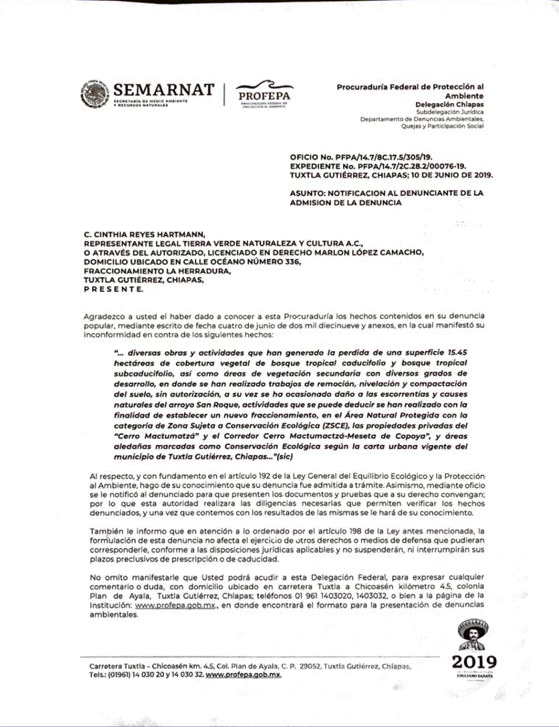 SEMARNAT
SECRETARÍA DE MEDIO AMBIENTE
Y RECURSOS NATURALES
PROFEPA
PROCURADURÍA FEDERAL DE
PROTECCIÓN AL AMBIENTE
Procuraduría Federal de Protección al
Ambiente
Delegación Chiapas
Subdelegación Jurídica
Departamento de Denuncias Ambientales,
Quejas y Participación Social
OFICIO No. PFPA/14.7/8C.17.5/305/19.
EXPEDIENTE No. PFPA/14.7/2C.28.2/00076-19.
TUXTLA GUTIÉRREZ, CHIAPAS; 10 DE JUNIO DE 2019.
ASUNTO: NOTIFICACION AL DENUNCIANTE DE LA
ADMISION DE LA DENUNCIA
C. CINTHIA REYES HARTMANN,
REPRESENTANTE LEGAL TIERRA VERDE NATURALEZA Y CULTURA A.C.,
O ATRAVÉS DEL AUTORIZADO, LICENCIADO EN DERECHO MARLON LÓPEZ CAMACHO,
DOMICILIO UBICADO EN CALLE OCÉANO NÚMERO 336,
FRACCIONAMIENTO LA HERRADURA,
TUXTLA GUTIÉRREZ, CHIAPAS,
P R E S E N T E.
Agradezco a usted el haber dado a conocer a esta Procuraduría los hechos contenidos en su denuncia
popular, mediante escrito de fecha cuatro de junio de dos mil diecinueve y anexos, en la cual manifestó su
inconformidad en contra de los siguientes hechos:
"... diversas obras y actividades que han generado la perdida de una superficie 15.45
hectáreas de cobertura vegetal de bosque tropical caducifolio y bosque tropical
subcaducifolio, así como áreas de vegetación secundaria con diversos grados de
desarrollo, en donde se han realizado trabajos de remoción, nivelación y compactación
del suelo, sin autorización, a su vez se ha ocasionado daño a las escorrentías y causes
naturales del arroyo San Roque, actividades que se puede deducir se han realizado con la
finalidad de establecer un nuevo fraccionamiento, en el Área Natural Protegida con la
categoría de Zona Sujeta a Conservación Ecológica (ZSCE), las propiedades privadas del
"Cerro Mactumatzá" y el Corredor Cerro Mactumactzá-Meseta de Copoya", y áreas
aledañas marcadas como Conservación Ecológica según la carta urbana vigente del
municipio de Tuxtla Gutiérrez, Chiapas..."(sic)
Al respecto, y con fundamento en el artículo 192 de la Ley General del Equilibrio Ecológico y la Protección
al Ambiente, hago de su conocimiento que su denuncia fue admitida a trámite. Asimismo, mediante oficio
se le notificó al denunciado para que presenten los documentos y pruebas que a su derecho convengan;
por lo que esta autoridad realizara las diligencias necesarias que permitan verificar los hechos
denunciados, y una vez que contemos con los resultados de las mismas se le hará de su conocimiento.
También le informo que en atención a lo ordenado por el artículo 198 de la Ley antes mencionada, la
formulación de esta denuncia no afecta el ejercicio de otros derechos o medios de defensa que pudieran
corresponderle, conforme a las disposiciones jurídicas aplicables y no suspenderán, ni interrumpirán sus
plazos preclusivos de prescripción o de caducidad.
No omito manifestarle que Usted podrá acudir a esta Delegación Federal, para expresar cualquier
comentario o duda, con domicilio ubicado en carretera Tuxtla a Chicoasén kilómetro 4.5, colonia
Plan de Ayala, Tuxtla Gutiérrez, Chiapas; teléfonos 01 961 1403020, 1403032, o bien a la página de la
Institución: www.profepa.gob.mx., en donde encontrará el formato para la presentación de denuncias
ambientales.
Carretera Tuxtla – Chicoasén km. 4.5, Col. Plan de Ayala, C. P. 29052, Tuxtla Gutiérrez, Chiapas,
Tels.: (01961) 14 030 20 y 14 030 32. www.profepa.gob.mx.
2019
EMILIANO ZAPATA